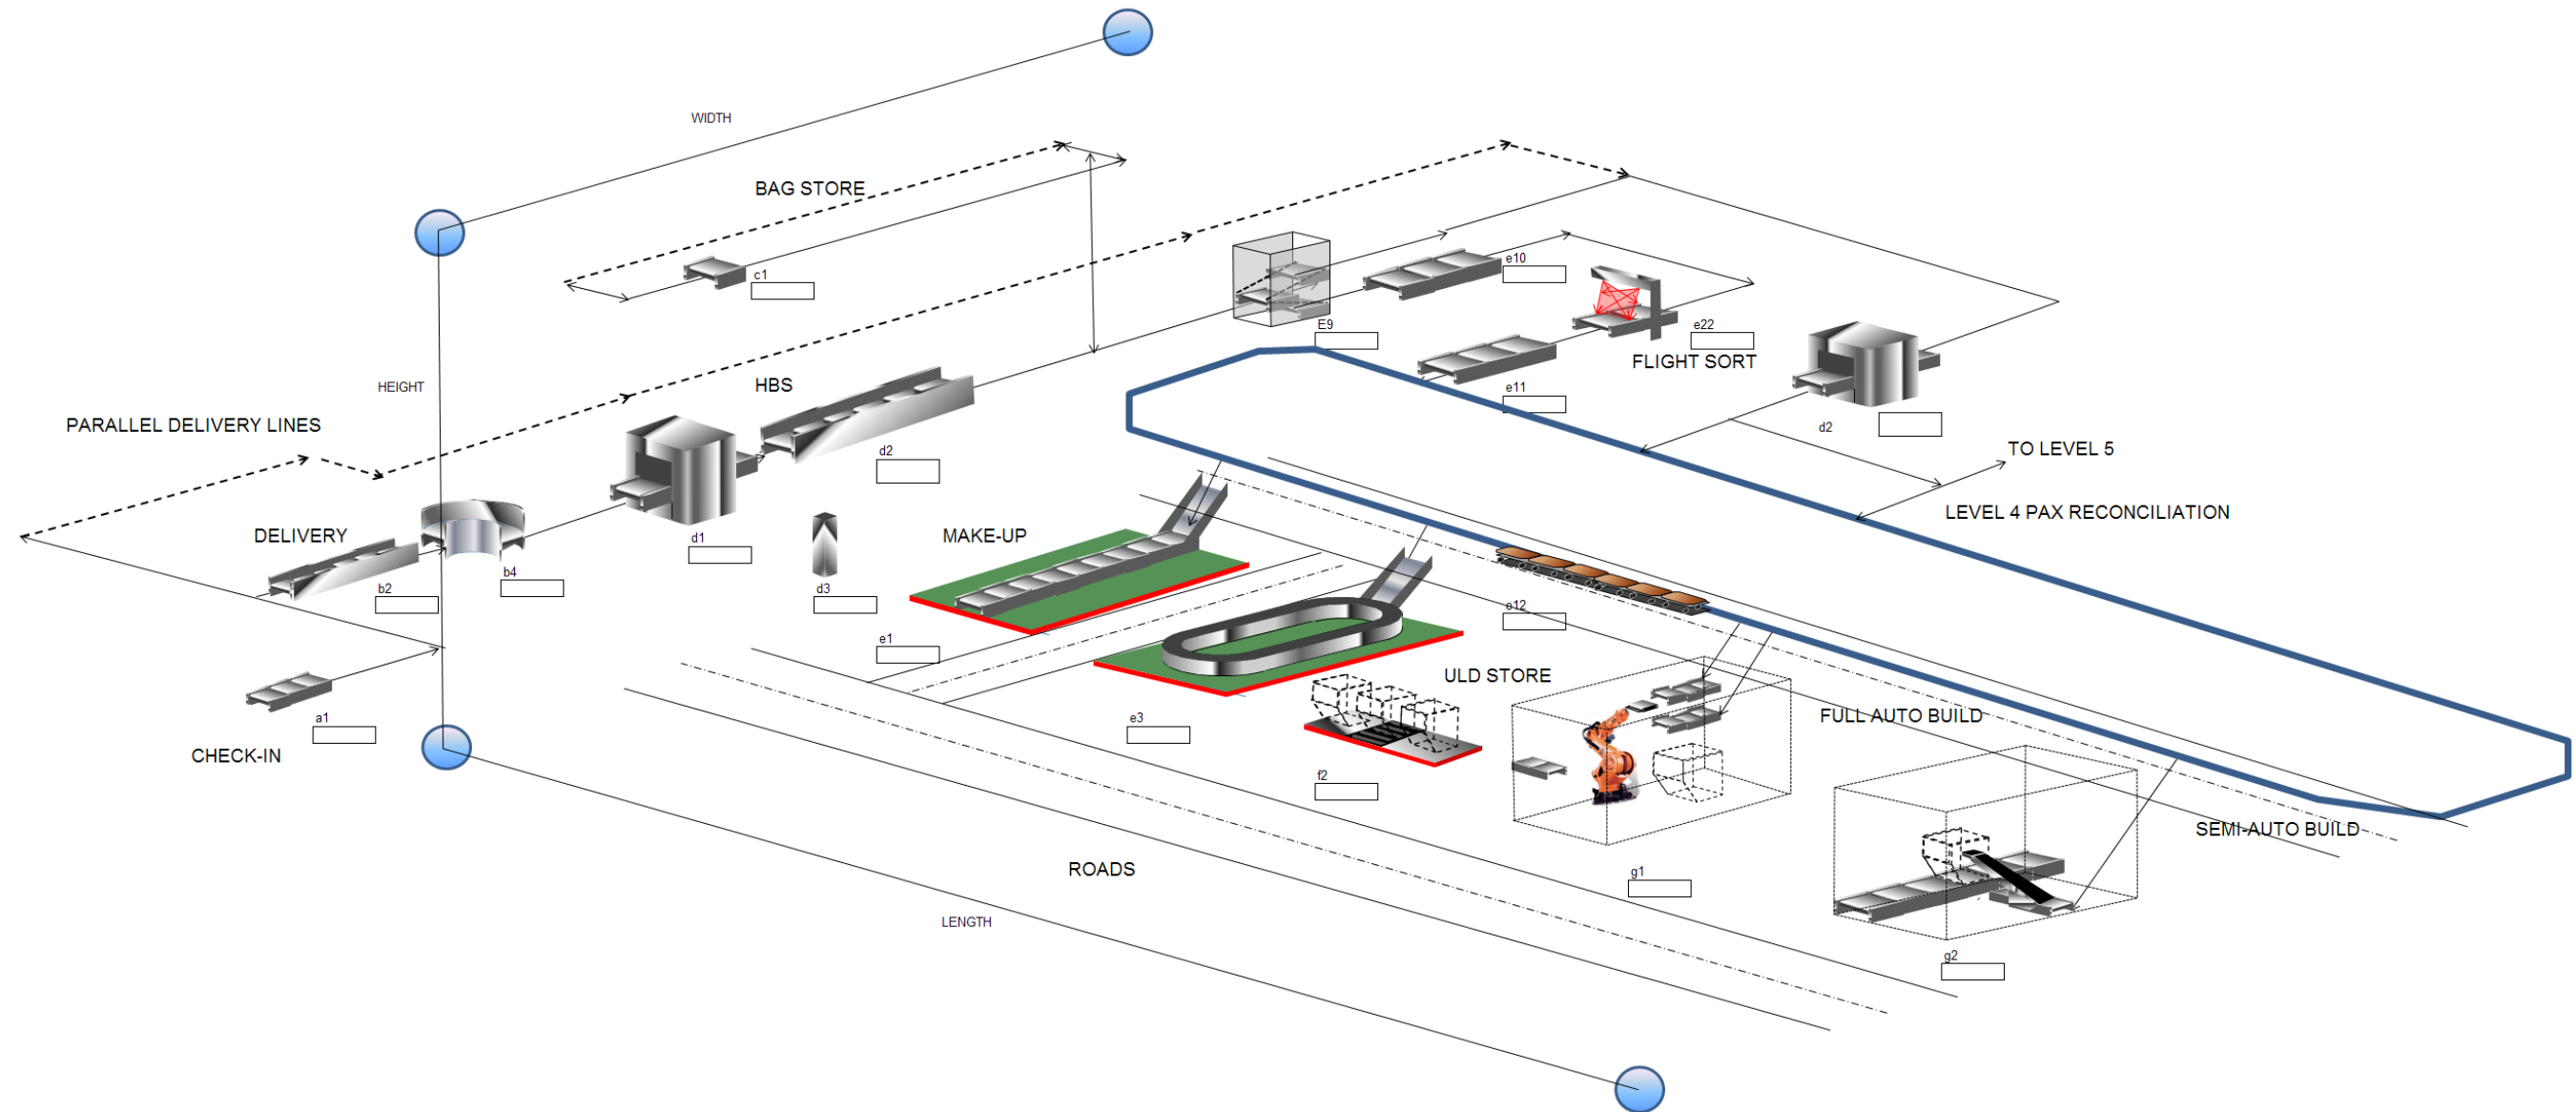 WIDTH
BAG STORE
c1
e10
E9
e22
FLIGHT SORT
HEIGHT
HBS
e11
PARALLEL DELIVERY LINES
d2
d2
TO LEVEL 5
LEVEL 4 PAX RECONCILIATION
DELIVERY
d1
MAKE-UP
b2
b4
d3
e12
e1
ULD STORE
a1
e3
FULL AUTO BUILD
CHECK-IN
f2
SEMI-AUTO BUILD
ROADS
g1
LENGTH
g2